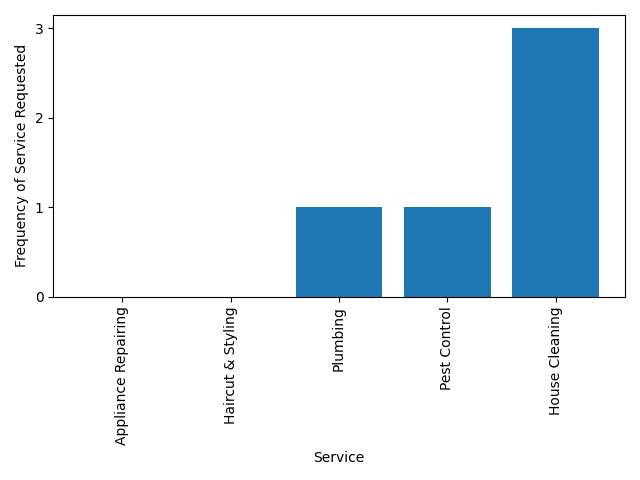 Frequency of Service Requested
3
2
1
0
Appliance Repairing
Haircut & Styling
Plumbing
Pest Control
House Cleaning
Service